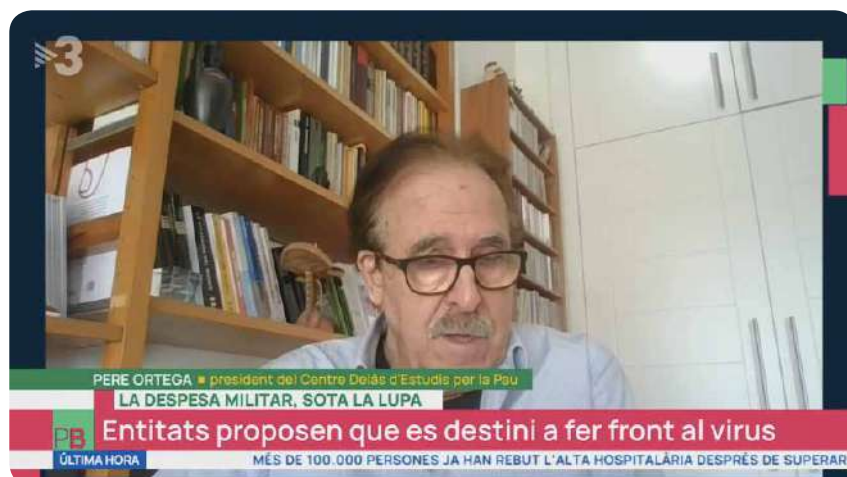 3
PERE ORTEGA ▪ president del Centre Delàs d'Estudis per la Pau
LA DESPESA MILITAR, SOTA LA LUPA
PB Entitats proposen que es destini a fer front al virus
ÚLTIMA HORA MÉS DE 100.000 PERSONES JA HAN REBUT L'ALTA HOSPITALÀRIA DESPRÉS DE SUPERAR